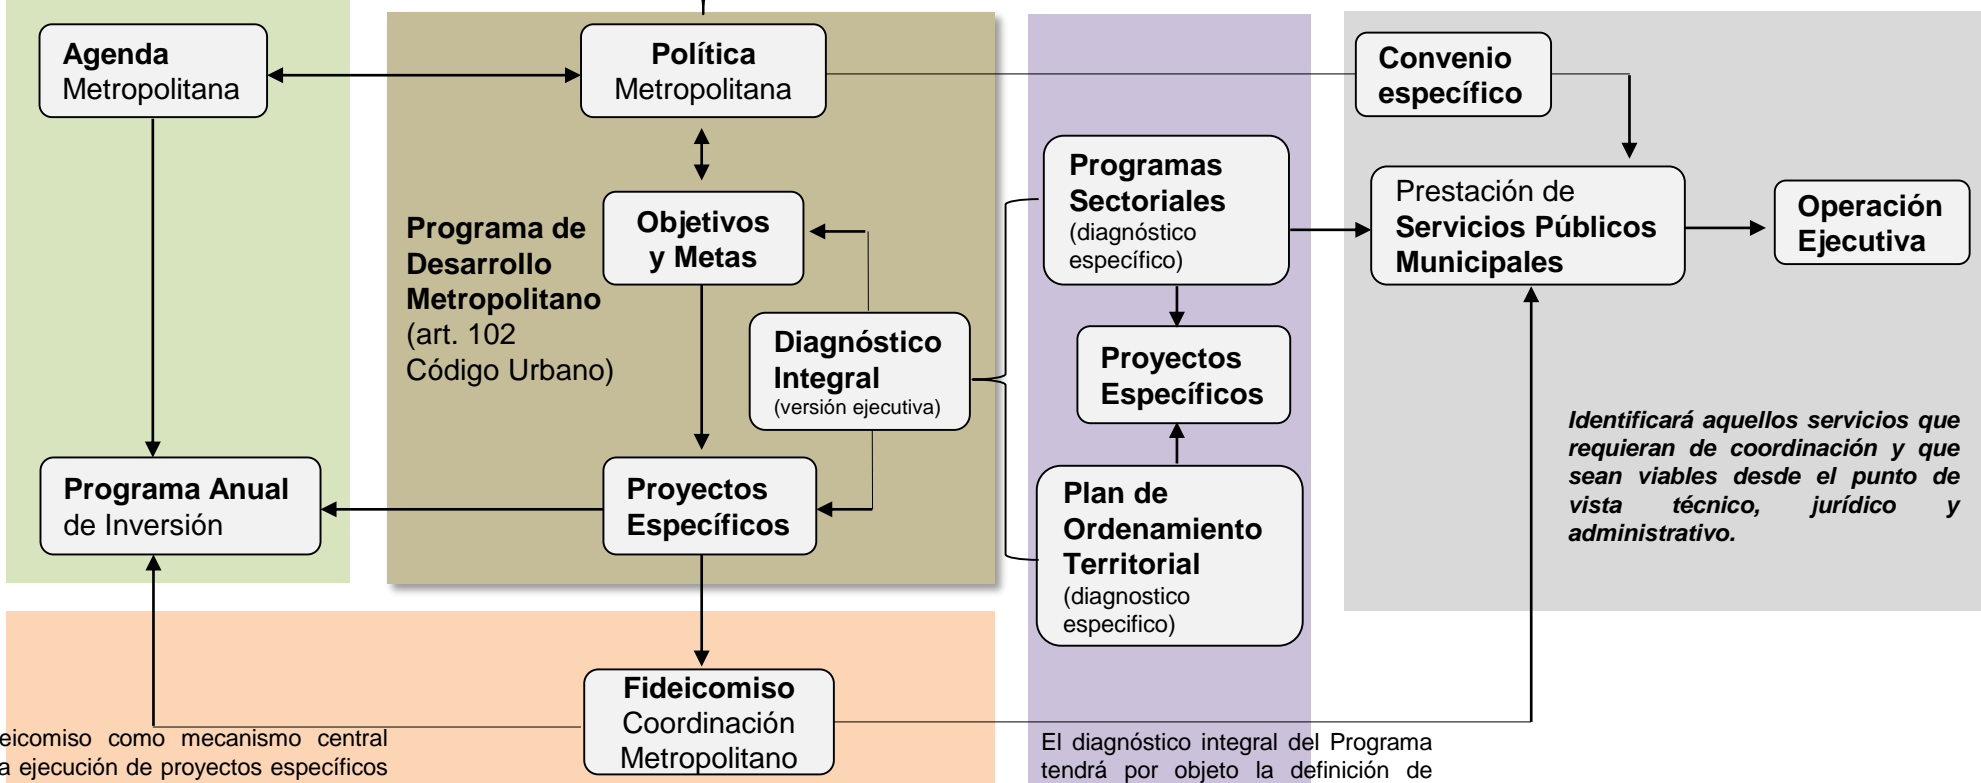 Agenda
Metropolitana
Política
Metropolitana
Convenio
específico
Programas
Sectoriales
(diagnóstico
específico)
Prestación de
Servicios Públicos
Municipales
Operación
Ejecutiva
Programa de
Desarrollo
Metropolitano
(art. 102
Código Urbano)
Objetivos
y Metas
Diagnóstico
Integral
(versión ejecutiva)
Proyectos
Específicos
Identificará aquellos servicios que
requieran de coordinación y que
sean viables desde el punto de
vista técnico, jurídico y
administrativo.
Programa Anual
de Inversión
Proyectos
Específicos
Plan de
Ordenamiento
Territorial
(diagnostico
especifico)
Fideicomiso
Coordinación
Metropolitano
eicomiso como mecanismo central
a ejecución de proyectos específicos
El diagnóstico integral del Programa
tendrá por objeto la definición de